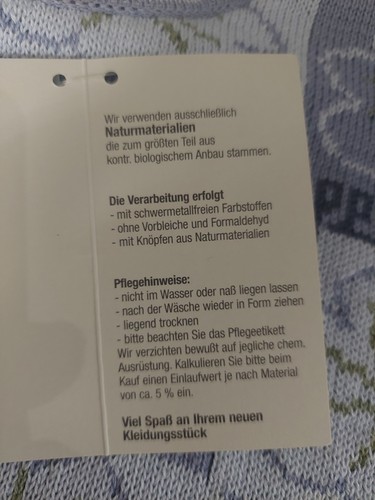 Wir verwenden ausschließlich
Naturmaterialien
die zum größten Teil aus
kontr. biologischem Anbau stammen.
Die Verarbeitung erfolgt
- mit schwermetallfreien Farbstoffen
- ohne Vorbleiche und Formaldehyd
- mit Knöpfen aus Naturmaterialien
Pflegehinweise:
- nicht im Wasser oder naß liegen lassen
- nach der Wäsche wieder in Form ziehen
- liegend trocknen
- bitte beachten Sie das Pflegeetikett
Wir verzichten bewußt auf jegliche chem.
Ausrüstung. Kalkulieren Sie bitte beim
Kauf einen Einlaufwert je nach Material
von ca. 5 % ein.
Viel Spaß an Ihrem neuen
Kleidungsstück